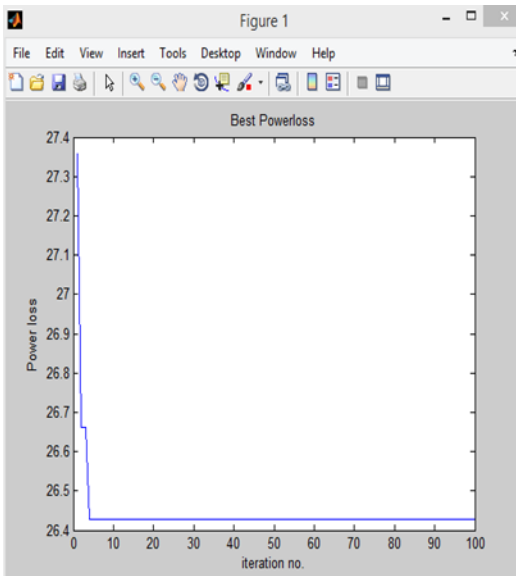 Figure 1
File Edit View Insert Tools Desktop Window Help
Best Powerloss
27.4
27.3
27.2
27.1
27
26.9
26.8
26.7
26.6
26.5
26.4
Power loss
0 10 20 30 40 50 60 70 80 90 100
iteration no.